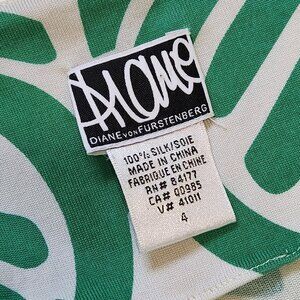 Diane
DIANE VON FURSTENBERG
100% SILK/SOIE
MADE IN CHINA
FABRIQUE EN CHINE
RN# 84177
CA# 00985
V# 41011
4